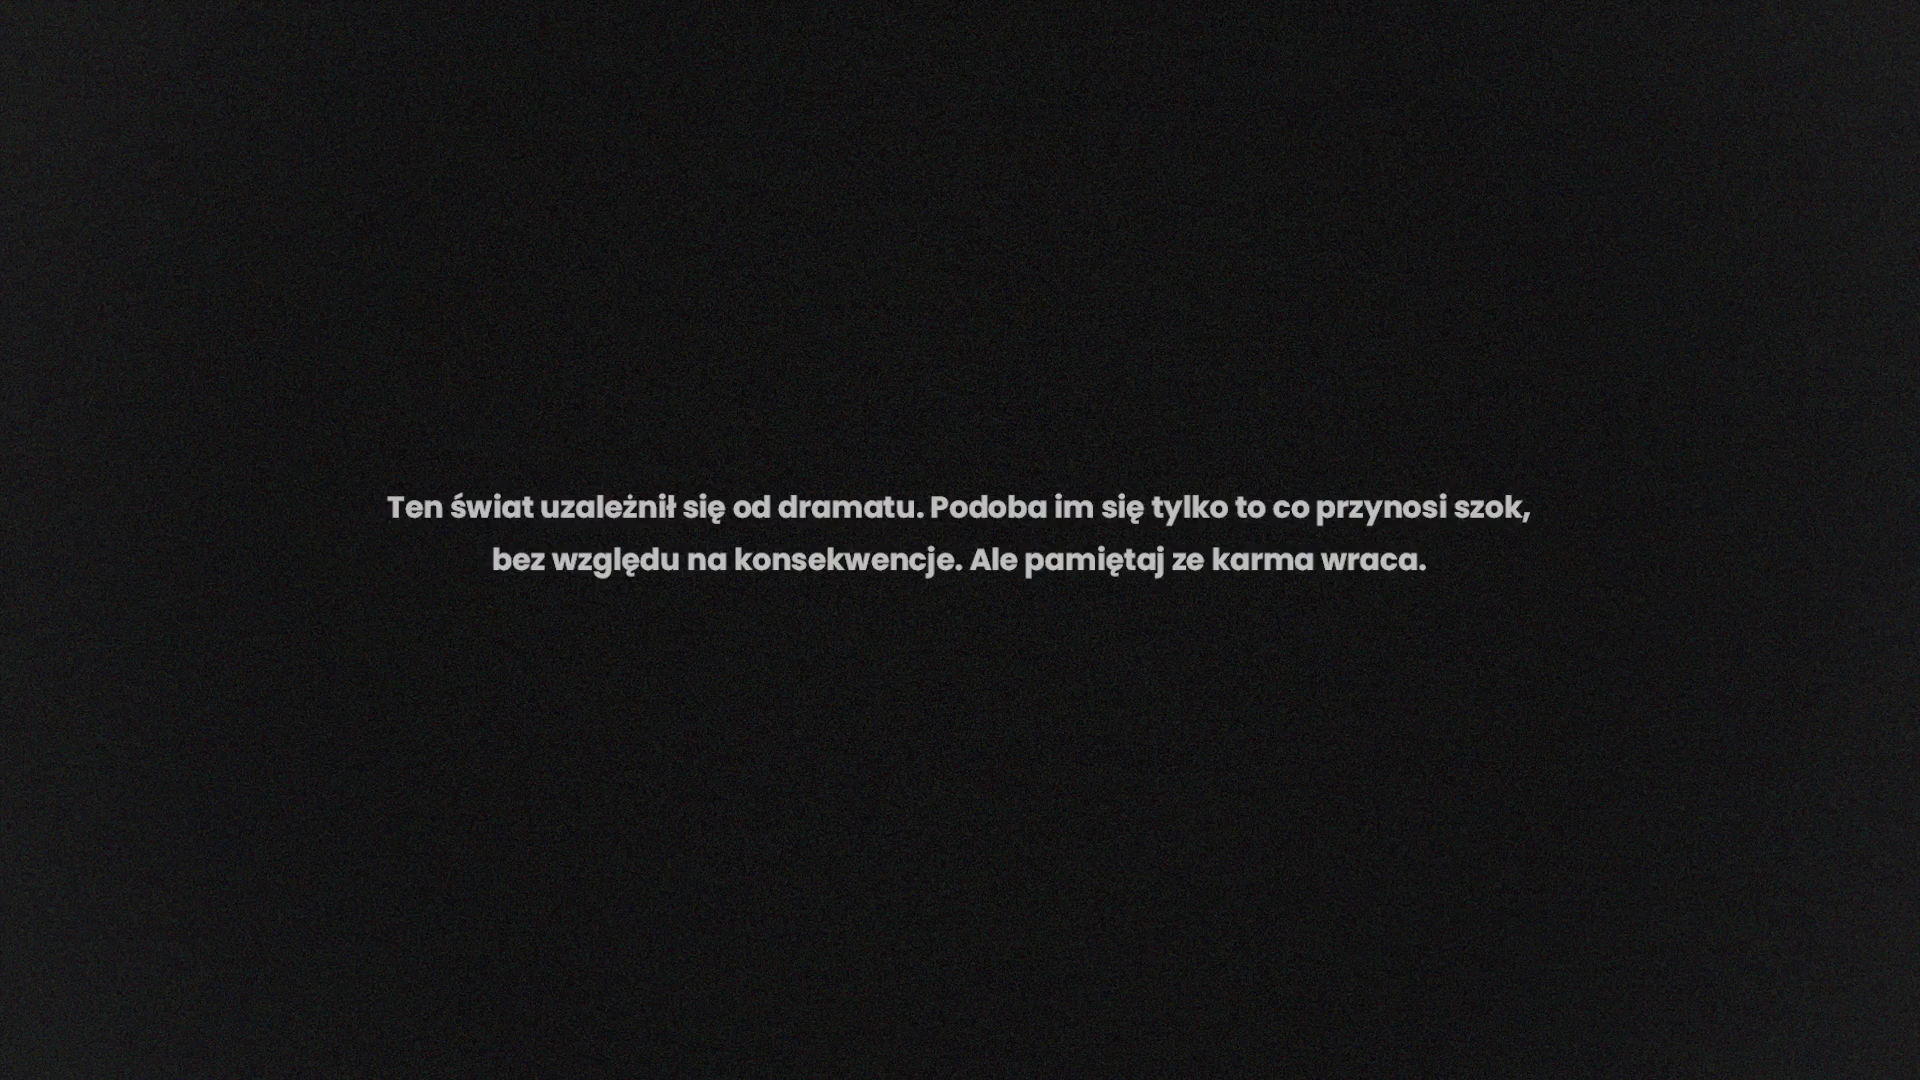 Ten świat uzależnił się od dramatu. Podoba im się tylko to co przynosi szok,
bez względu na konsekwencje. Ale pamiętaj ze karma wraca.